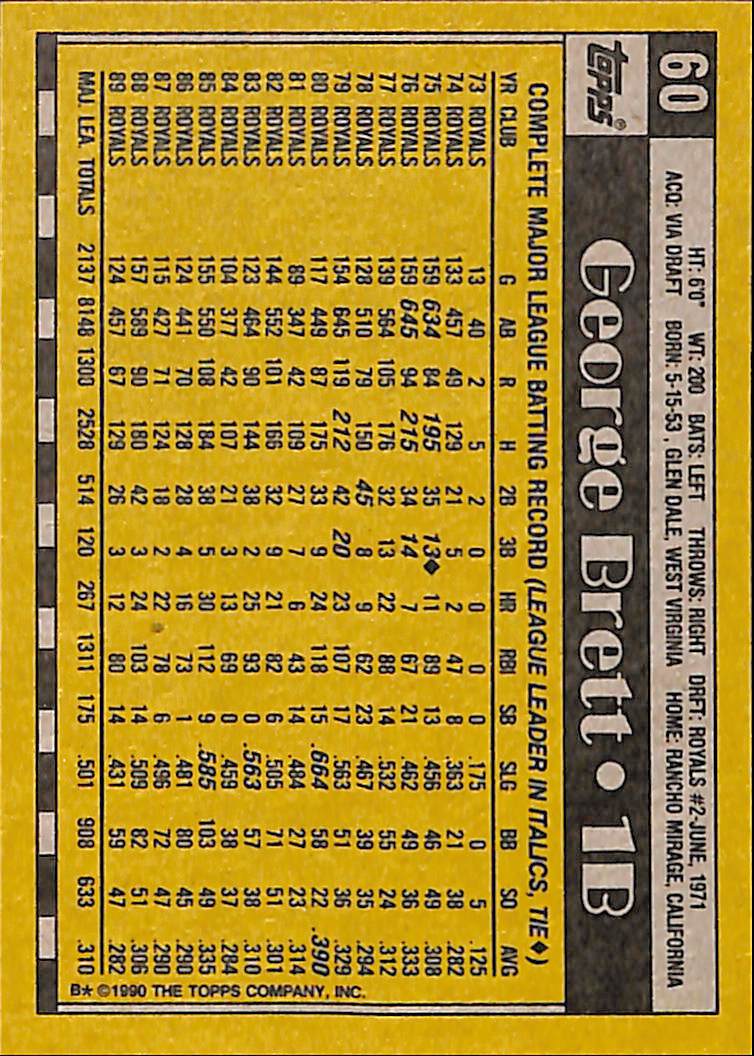 60
HT: 6'0" WT: 200 BATS: LEFT THROWS: RIGHT DRFT: ROYALS #2-JUNE, 1971
ACQ: VIA DRAFT BORN: 5-15-53, GLEN DALE, WEST VIRGINIA HOME: RANCHO MIRAGE, CALIFORNIA
topps®
George Brett • 1B
COMPLETE MAJOR LEAGUE BATTING RECORD (LEAGUE LEADER IN ITALICS, TIE◆)
YR CLUB G AB R H 2B 3B HR RBI SB SLG BB SO AVG
73 ROYALS 13 40 2 5 2 0 0 0 0 .175 0 5 .125
74 ROYALS 133 457 49 129 21 5 2 47 8 .363 21 38 .282
75 ROYALS 159 634 84 195 35 13◆ 11 89 13 .456 46 49 .308
76 ROYALS 159 645 94 215 34 14 7 67 21 .462 49 36 .333
77 ROYALS 139 564 105 176 32 13 22 88 14 .532 55 24 .312
78 ROYALS 128 510 79 150 45 8 9 62 23 .467 39 35 .294
79 ROYALS 154 645 119 212 42 20 23 107 17 .563 51 36 .329
80 ROYALS 117 449 87 175 33 9 24 118 15 .664 58 22 .390
81 ROYALS 89 347 42 109 27 7 6 43 14 .484 27 23 .314
82 ROYALS 144 552 101 166 32 9 21 82 6 .505 71 51 .301
83 ROYALS 123 464 90 144 38 2 25 93 0 .563 57 38 .310
84 ROYALS 104 377 42 107 21 3 13 69 0 .459 38 37 .284
85 ROYALS 155 550 108 184 38 5 30 112 9 .585 103 49 .335
86 ROYALS 124 441 70 128 28 4 16 73 1 .481 80 45 .290
87 ROYALS 115 427 71 124 18 2 22 78 6 .496 72 47 .290
88 ROYALS 157 589 90 180 42 3 24 103 14 .509 82 51 .306
89 ROYALS 124 457 67 129 26 3 12 80 14 .431 59 47 .282
MAJ. LEA. TOTALS 2137 8148 1300 2528 514 120 267 1311 175 .501 908 633 .310
B* ©1990 THE TOPPS COMPANY, INC.